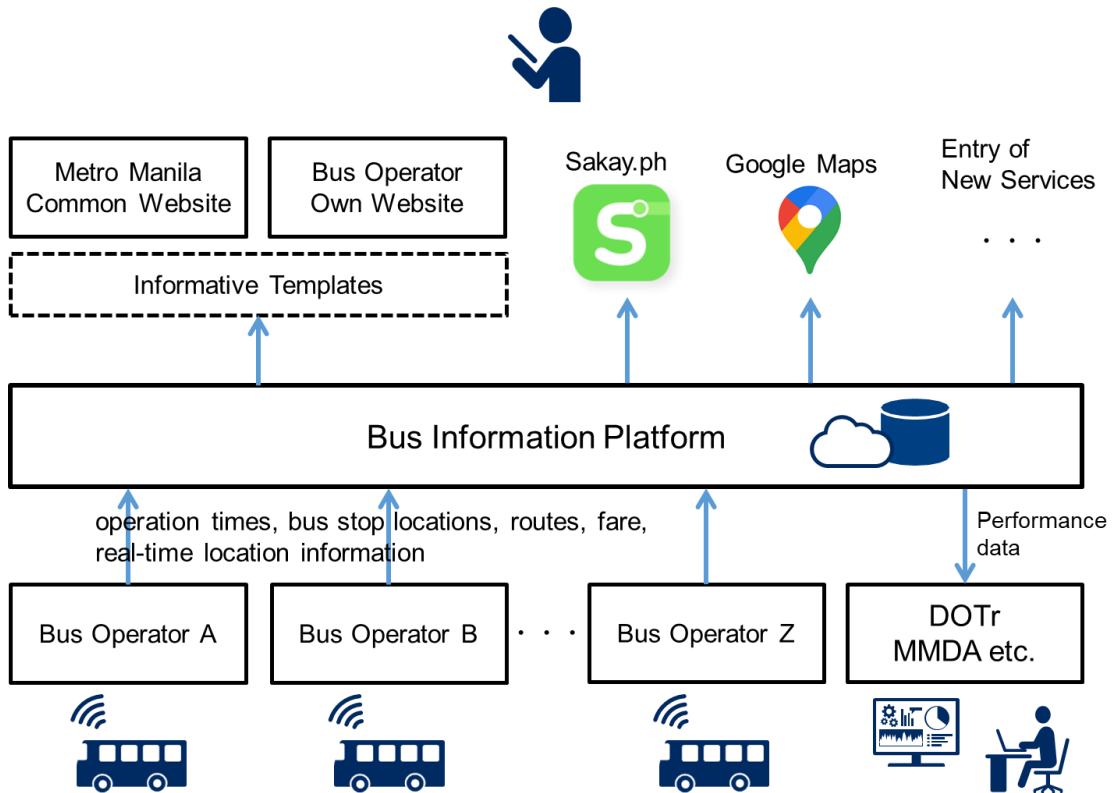 Metro Manila
Common Website
Bus Operator
Own Website
Sakay.ph
S
Google Maps
Entry of
New Services
. . .
Informative Templates
Bus Information Platform
operation times, bus stop locations, routes, fare,
real-time location information
Performance
data
Bus Operator A
Bus Operator B
. . .
Bus Operator Z
DOTr
MMDA etc.